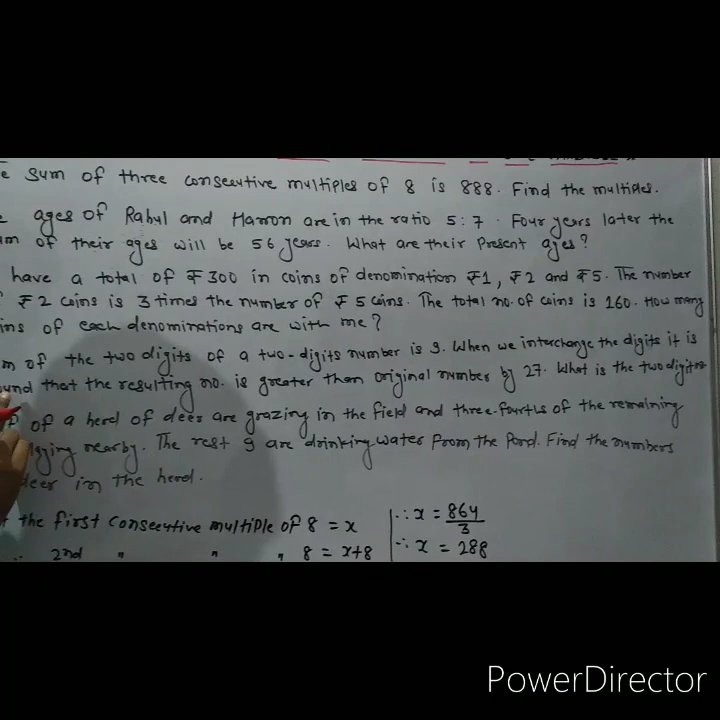 e sum of three consecutive multiples of 8 is 888. Find the multiples.
e ages of Rahul and Haroon are in the ratio 5:7. Four years later the
um of their ages will be 56 years. What are their present ages?
have a total of ₹300 in coins of denomination ₹1, ₹2 and ₹5. The number
₹2 coins is 3 times the number of ₹5 coins. The total no. of coins is 160. How many
ins of each denominations are with me?
m of the two digits of a two-digits number is 9. When we interchange the digits it is
ound that the resulting no. is greater than original number by 27. What is the two digits
of a herd of deer are grazing in the field and three-fourths of the remaining
nearby. The rest 9 are drinking water from the Pond. Find the numbers
deer in the herd.
the first consecutive multiple of 8 = x
2nd " " " 8 = x+8
∴ x = 864/3
∴ x = 288
PowerDirector